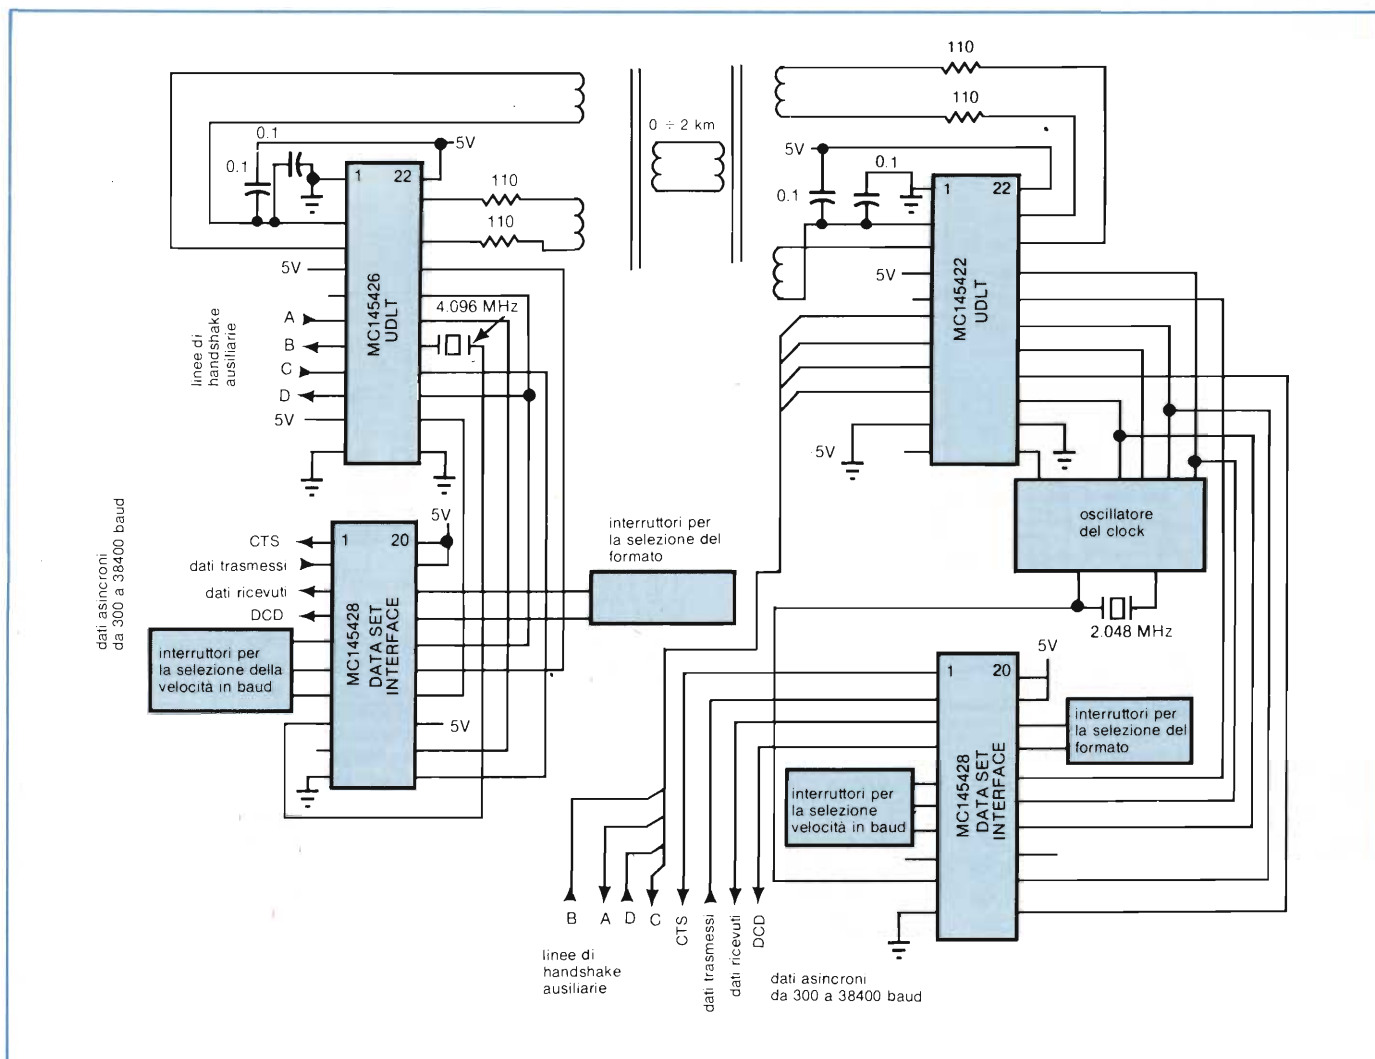 110
110
0 ÷ 2 km
0.1
5V
0.1
1 22
110
110
MC145426
UDLT
5V
4.096 MHz
A
B
C
D
linee di
handshake
ausiliarie
5V
5V
0.1
0.1
1 22
MC145422
UDLT
5V
5V
oscillatore
del clock
2.048 MHz
dati asincroni
da 300 a 38400 baud
CTS
dati trasmessi
dati ricevuti
DCD
5V
1 20
MC145428
DATA SET
INTERFACE
interruttori per
la selezione del
formato
interruttori per
la selezione della
velocità in baud
5V
5V
1 20
MC145428
DATA SET
INTERFACE
interruttori per
la selezione del
formato
interruttori per
la selezione
velocità in baud
B
A
D
C
CTS
dati trasmessi
dati ricevuti
DCD
linee di
handshake
ausiliarie
dati asincroni
da 300 a 38400 baud